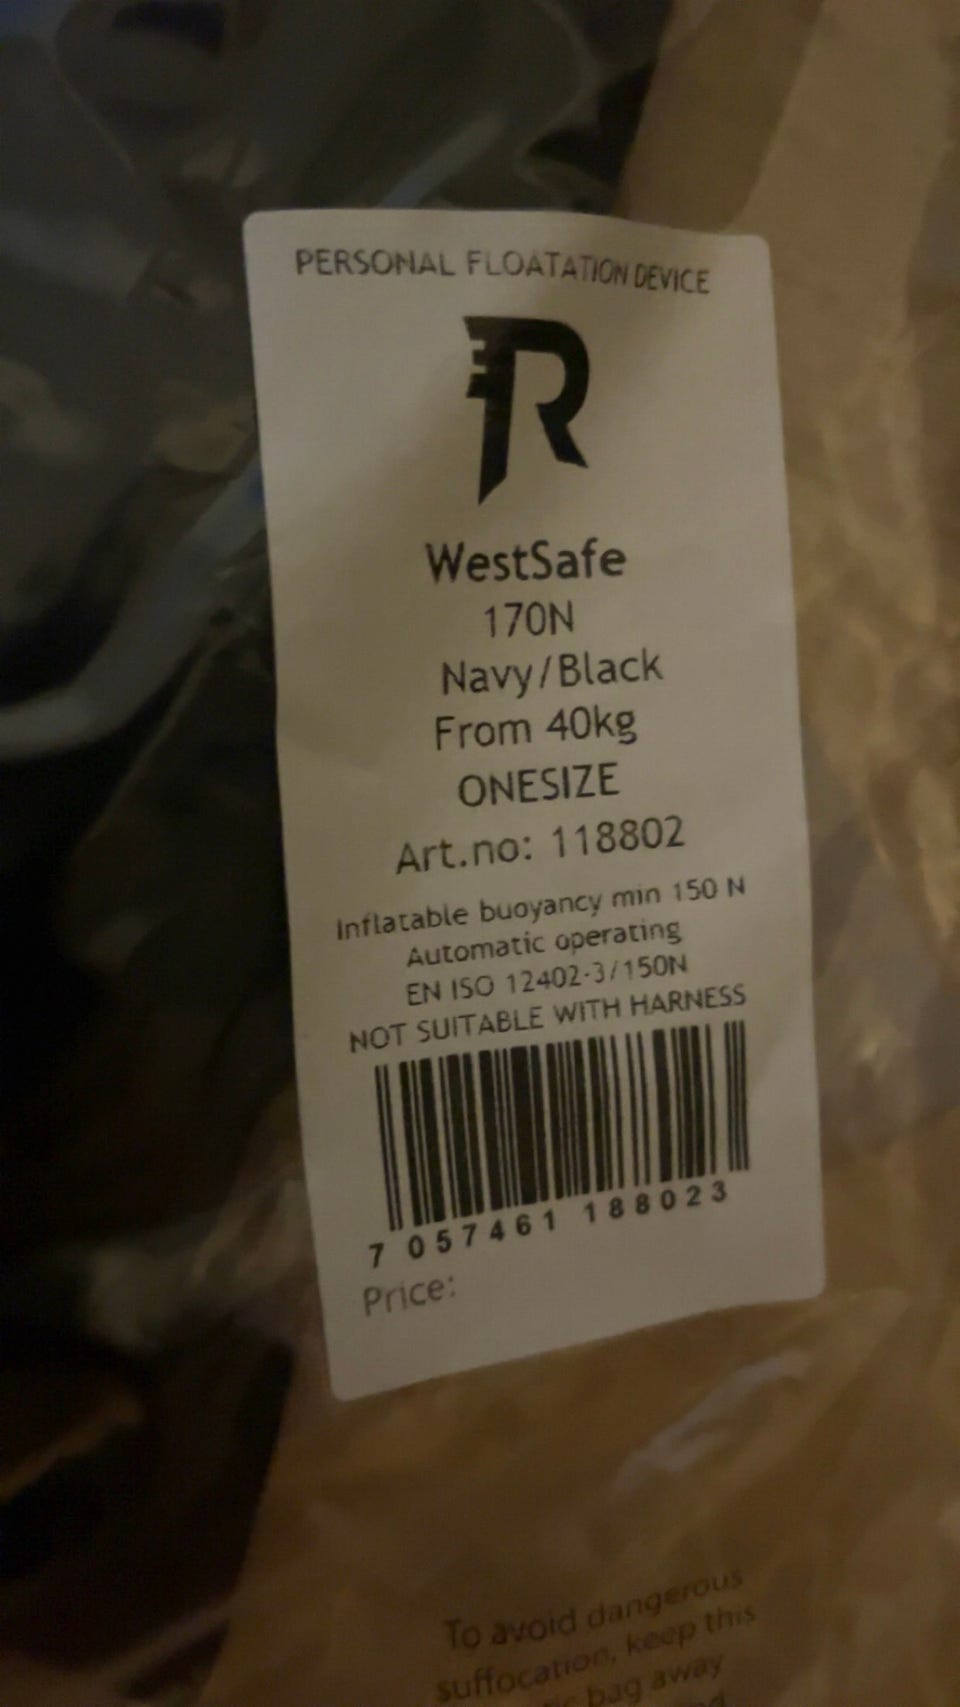 PERSONAL FLOATATION DEVICE
R
WestSafe
170N
Navy/Black
From 40kg
ONESIZE
Art.no: 118802
Inflatable buoyancy min 150 N
Automatic operating
EN ISO 12402-3/150N
NOT SUITABLE WITH HARNESS
7 057461 188023
Price:
To avoid dangerous
suffocation, keep this
bag away